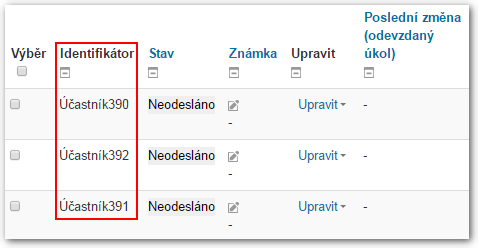 Výběr Identifikátor Stav Známka Upravit Poslední změna (odevzdaný úkol)
Účastník390 Neodesláno - Upravit -
Účastník392 Neodesláno - Upravit -
Účastník391 Neodesláno - Upravit -